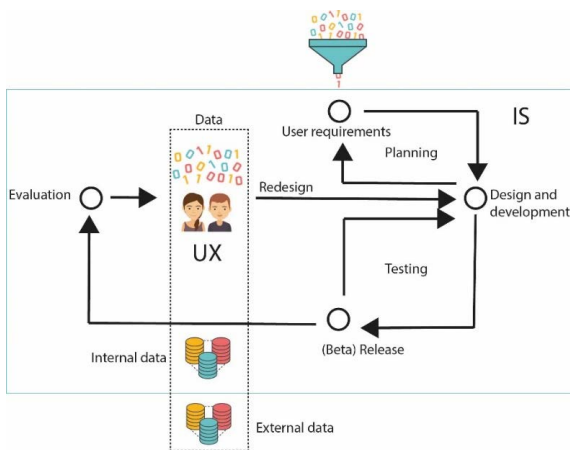 IS
Data
User requirements
Planning
Evaluation
Redesign
Design and
development
UX
Testing
Internal data
(Beta) Release
External data